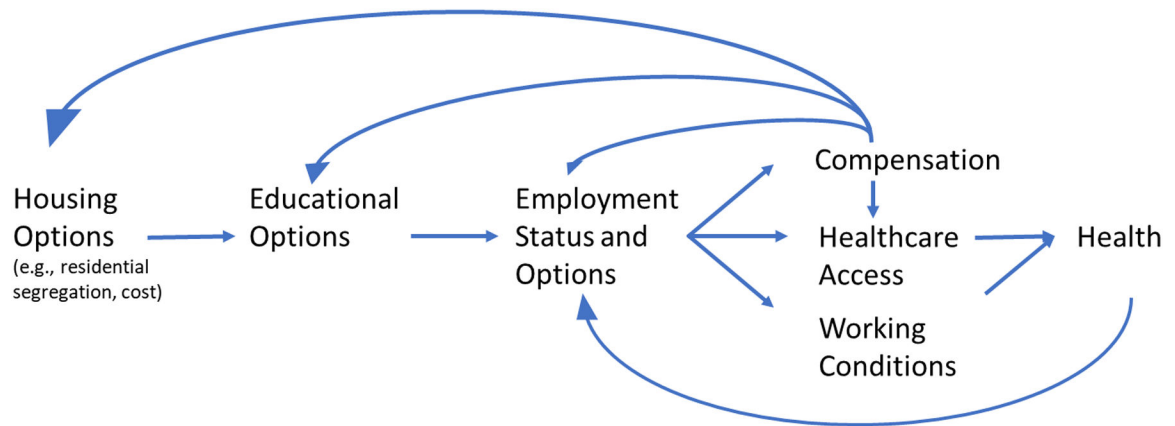 Housing
Options
(e.g., residential
segregation, cost)
Educational
Options
Employment
Status and
Options
Compensation
Healthcare
Access
Working
Conditions
Health